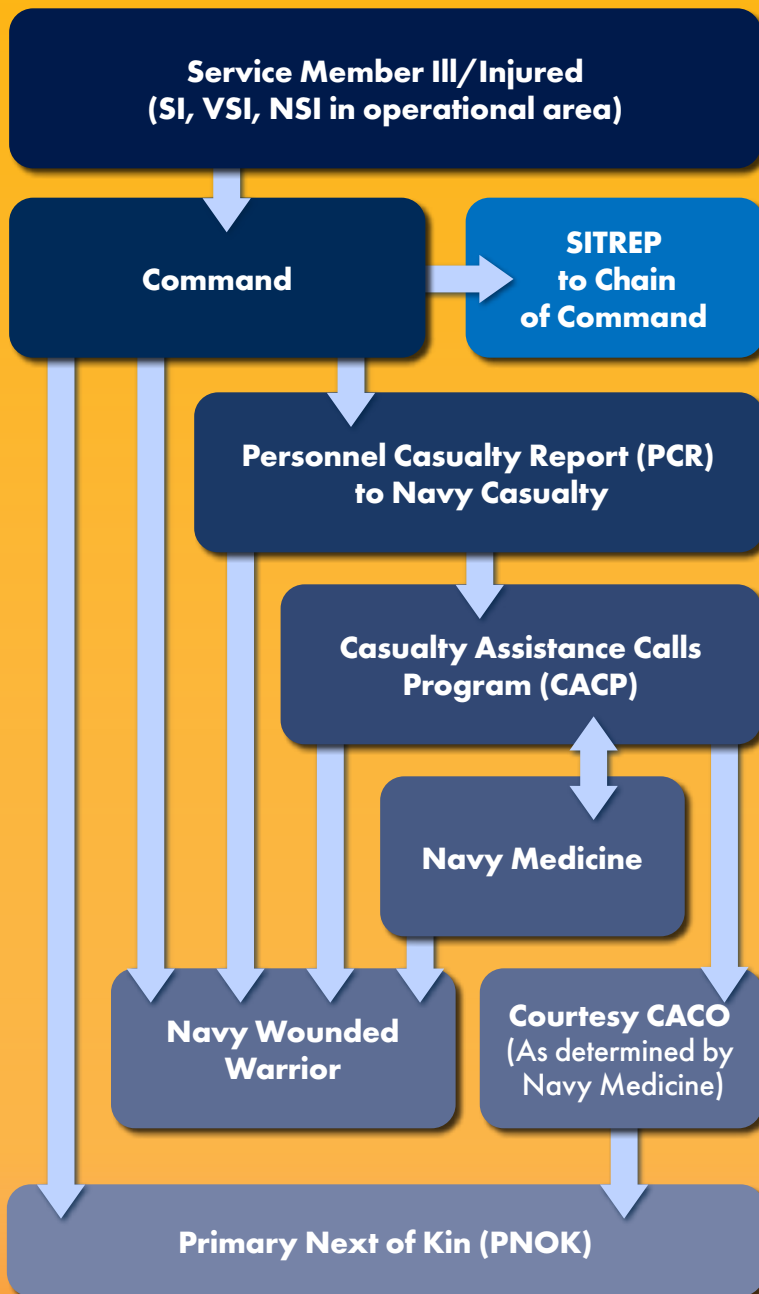 Service Member Ill/Injured
(SI, VSI, NSI in operational area)
Command
SITREP
to Chain
of Command
Personnel Casualty Report (PCR)
to Navy Casualty
Casualty Assistance Calls
Program (CACP)
Navy Medicine
Navy Wounded
Warrior
Courtesy CACO
(As determined by
Navy Medicine)
Primary Next of Kin (PNOK)